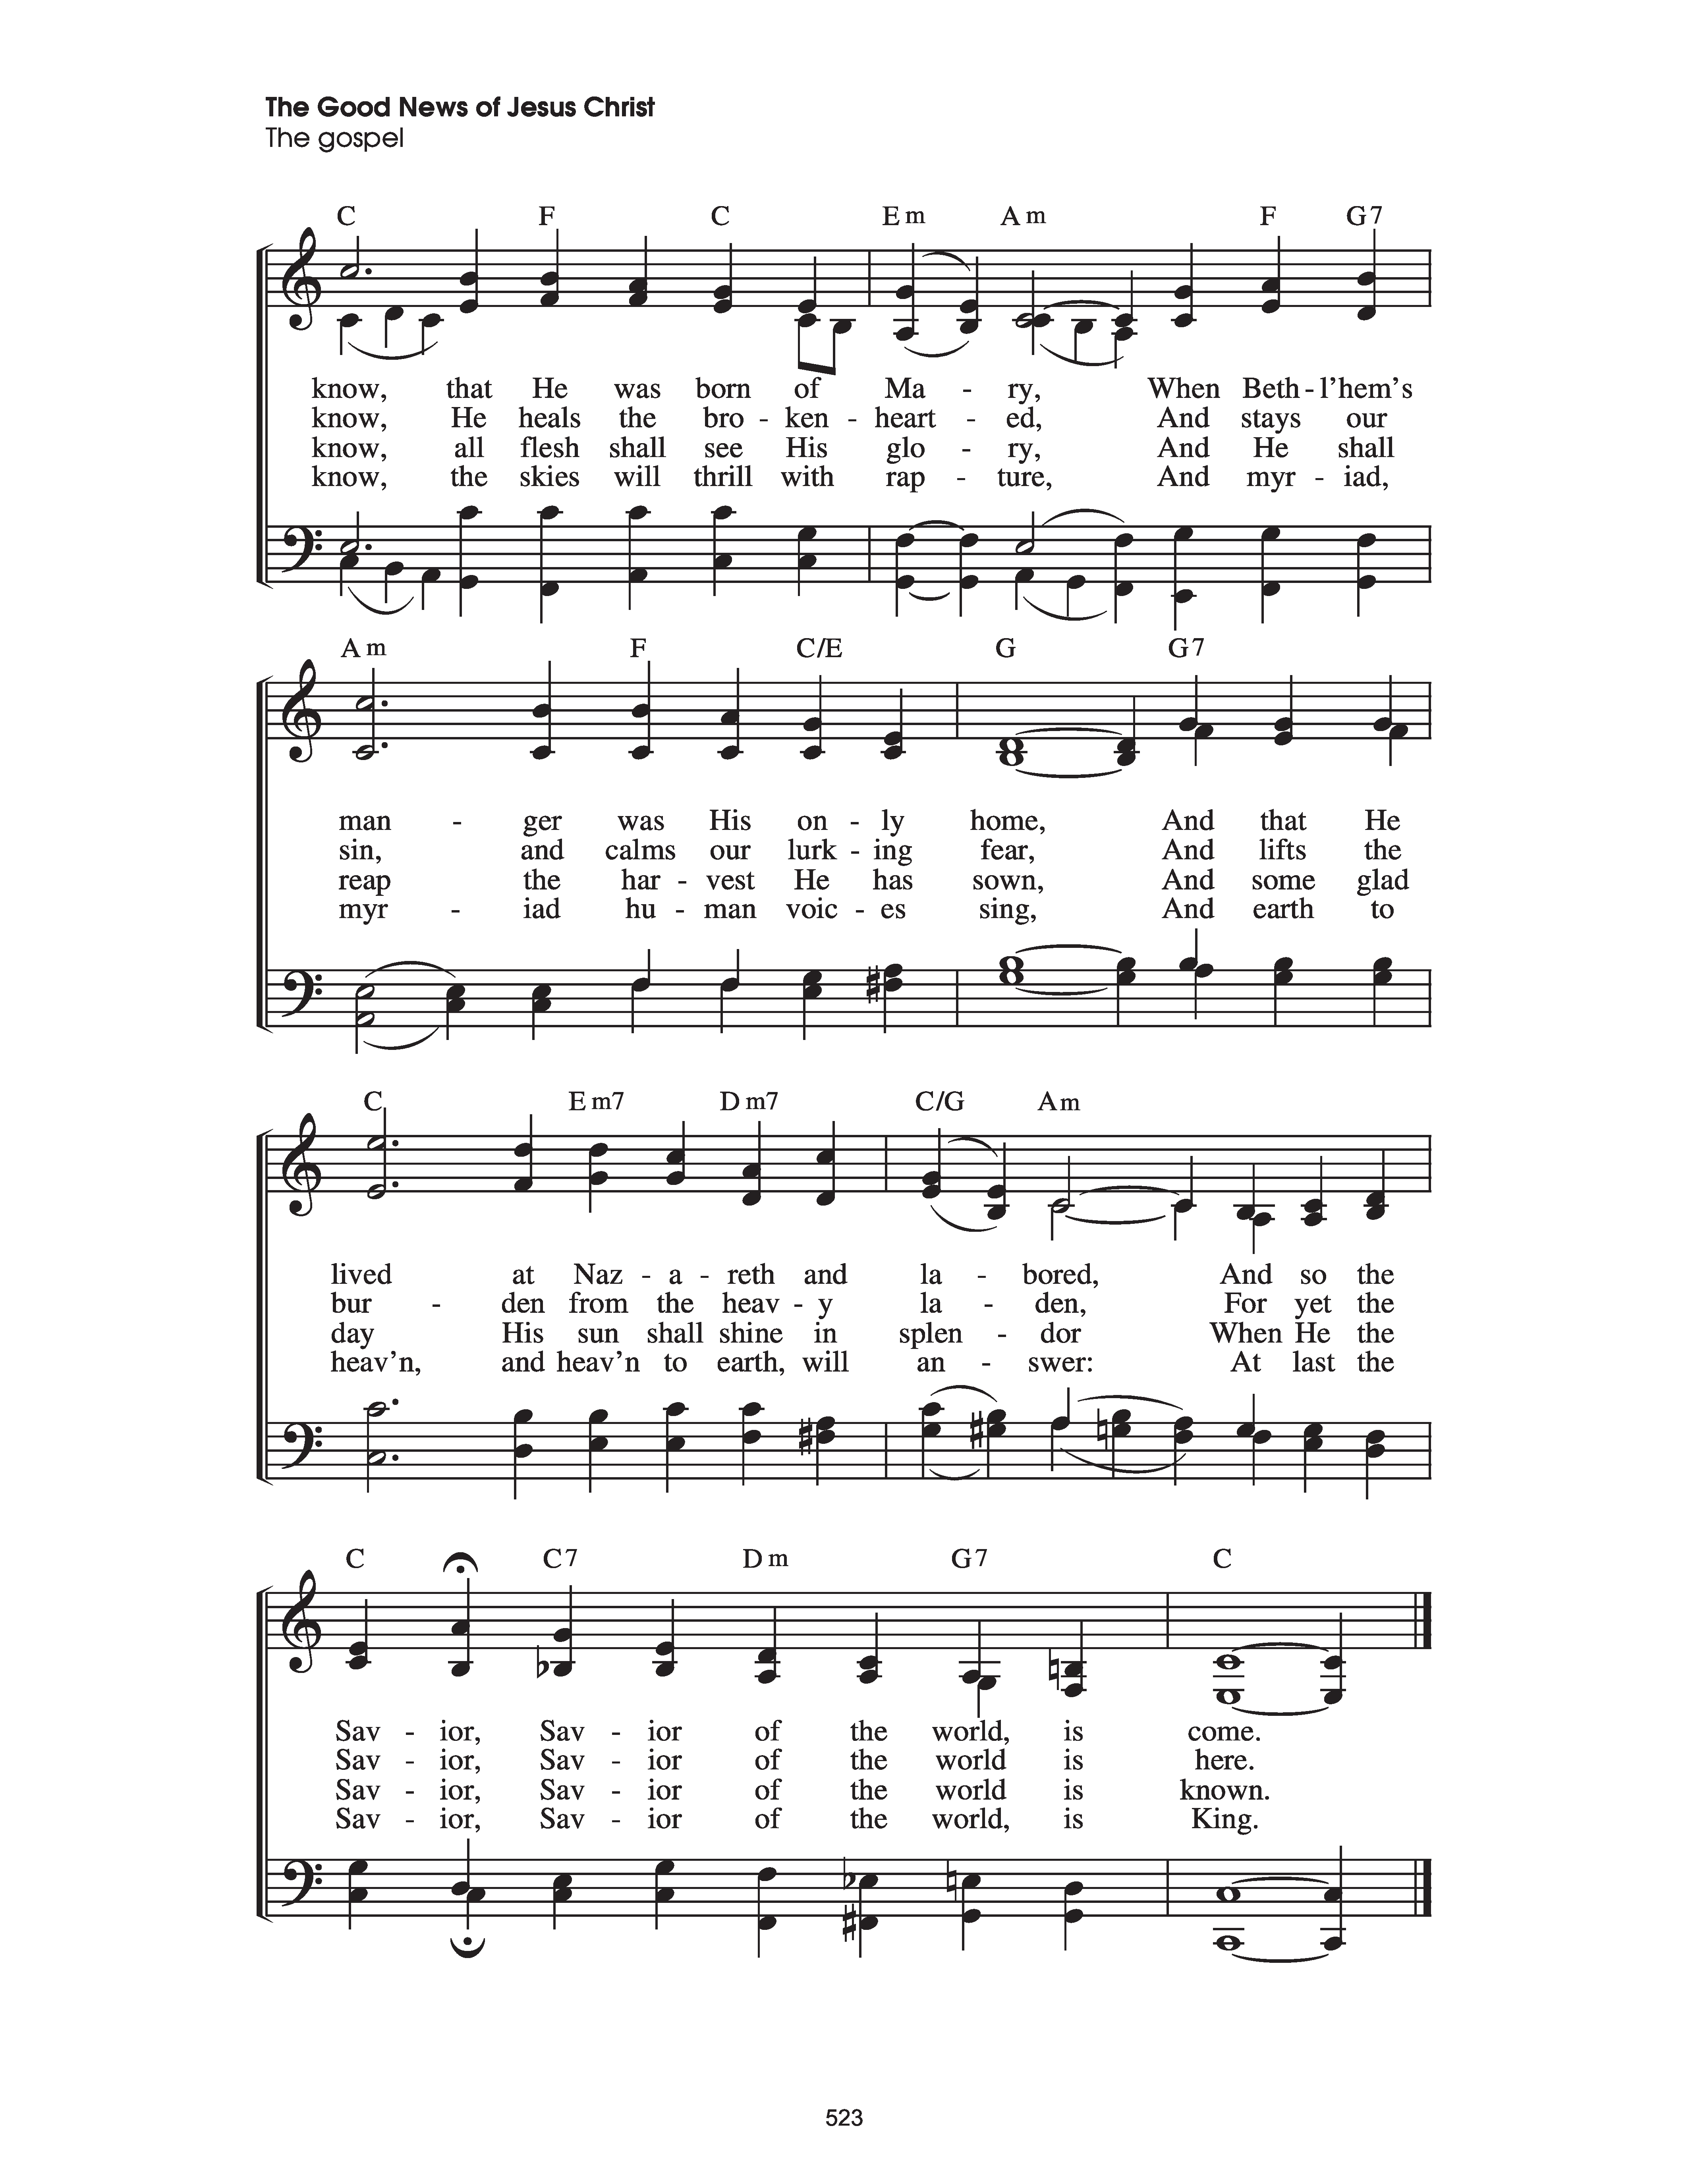 The Good News of Jesus Christ
The gospel
C F C Em Am F G7
know, that He was born of Ma - ry, When Beth - l'hem's
know, He heals the bro - ken - heart - ed, And stays our
know, all flesh shall see His glo - ry, And He shall
know, the skies will thrill with rap - ture, And myr - iad,
Am F C/E G G7
man - ger was His on - ly home, And that He
sin, and calms our lurk - ing fear, And lifts the
reap the har - vest He has sown, And some glad
myr - iad hu - man voic - es sing, And earth to
C Em7 Dm7 C/G Am
lived at Naz - a - reth and la - bored, And so the
bur - den from the heav - y la - den, For yet the
day His sun shall shine in splen - dor When He the
heav'n, and heav'n to earth, will an - swer: At last the
C C7 Dm G7 C
Sav - ior, Sav - ior of the world, is come.
Sav - ior, Sav - ior of the world is here.
Sav - ior, Sav - ior of the world is known.
Sav - ior, Sav - ior of the world, is King.
523